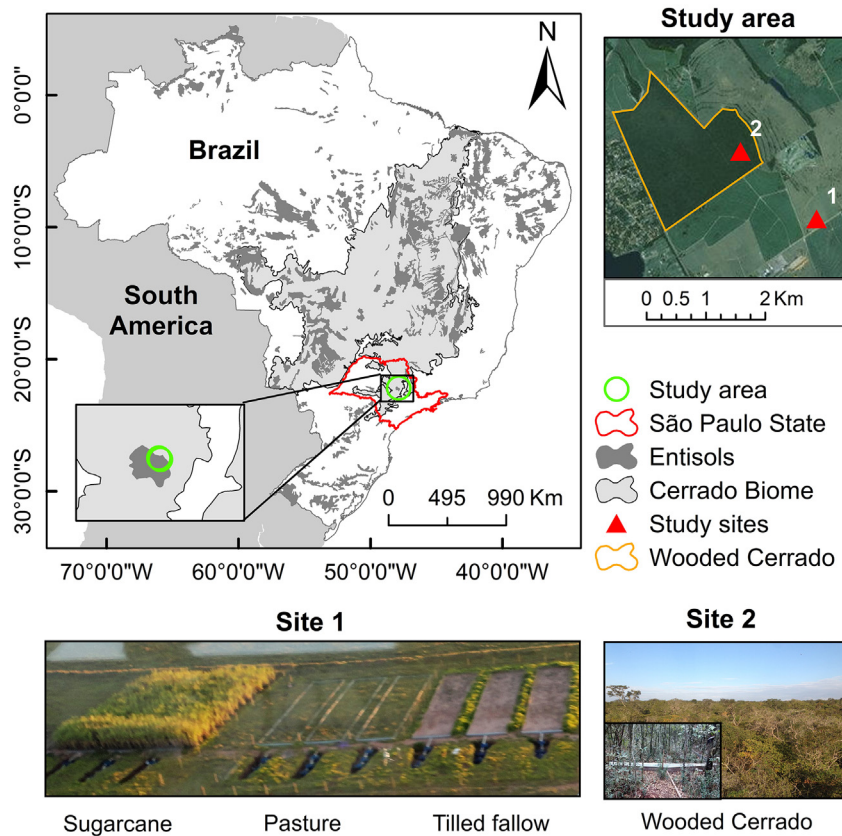 Study area
N
Brazil
South
America
0°0'0"
10°0'0"S
20°0'0"S
30°0'0"S
70°0'0"W
60°0'0"W
50°0'0"W
40°0'0"W
0 495 990 Km
2
1
0 0.5 1 2 Km
Study area
São Paulo State
Entisols
Cerrado Biome
Study sites
Wooded Cerrado
Site 1
Site 2
Sugarcane
Pasture
Tilled fallow
Wooded Cerrado